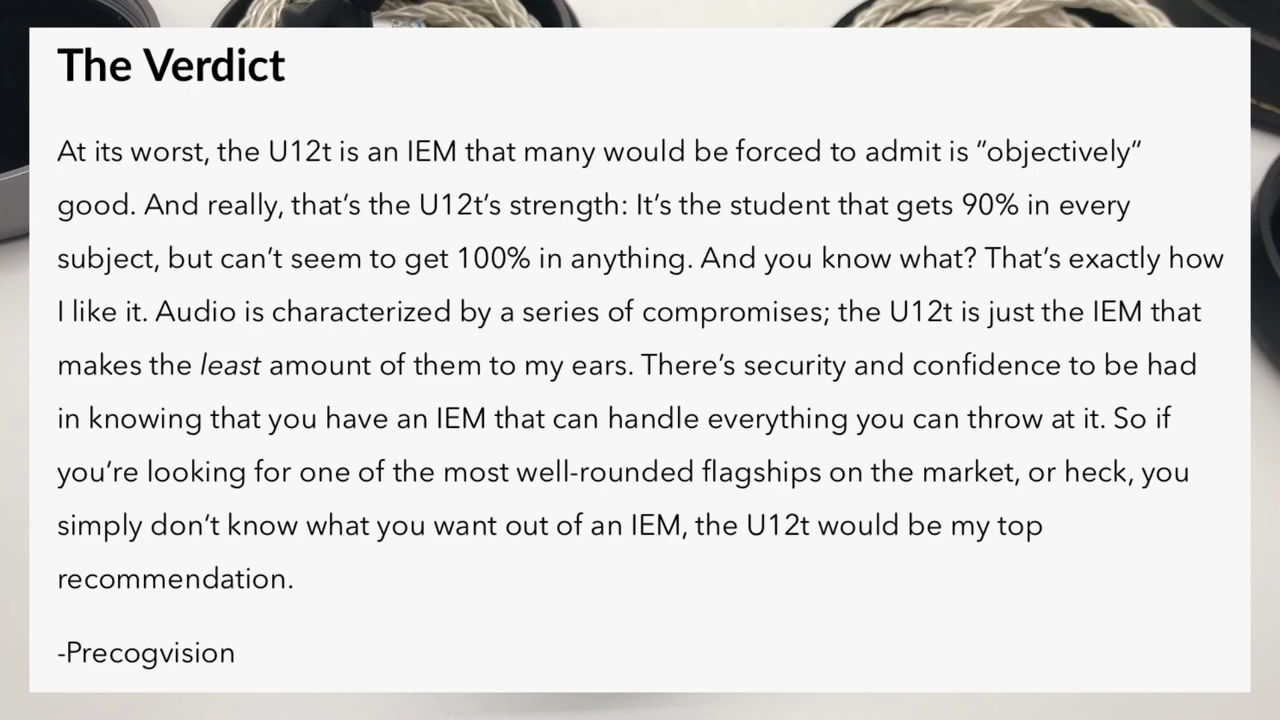 The Verdict
At its worst, the U12t is an IEM that many would be forced to admit is ”objectively”
good. And really, that’s the U12t’s strength: It’s the student that gets 90% in every
subject, but can’t seem to get 100% in anything. And you know what? That’s exactly how
I like it. Audio is characterized by a series of compromises; the U12t is just the IEM that
makes the least amount of them to my ears. There’s security and confidence to be had
in knowing that you have an IEM that can handle everything you can throw at it. So if
you’re looking for one of the most well-rounded flagships on the market, or heck, you
simply don’t know what you want out of an IEM, the U12t would be my top
recommendation.
-Precogvision